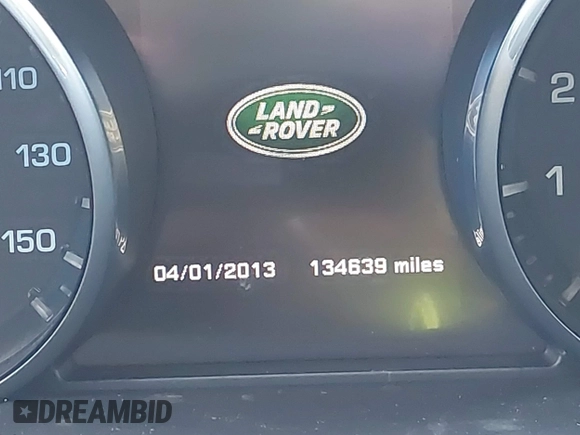 110
130
150
LAND
ROVER
2
1
04/01/2013 134639 miles
DREAMBID